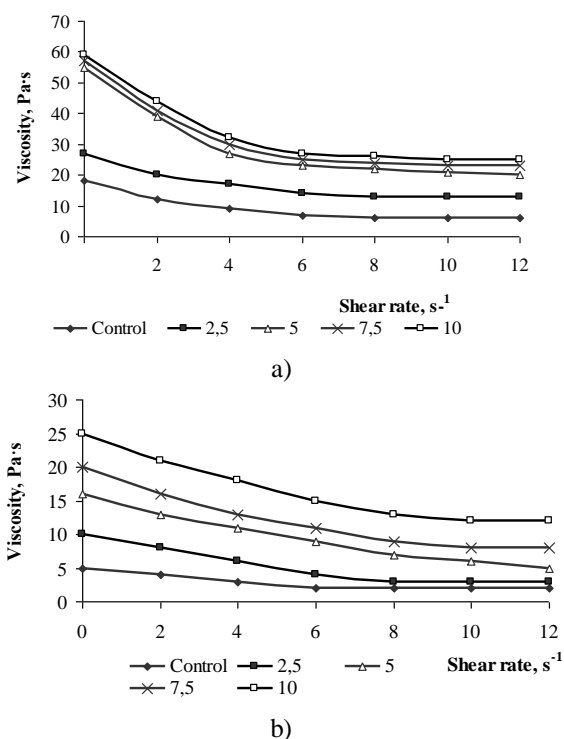 70
60
50
40
30
20
10
0
Viscosity, Pa·s
2 4 6 8 10 12
Shear rate, s-¹
Control 2,5 5 7,5 10
a)
30
25
20
15
10
5
0
Viscosity, Pa·s
0 2 4 6 8 10 12
Control 2,5 5 Shear rate, s⁻¹
7,5 10
b)